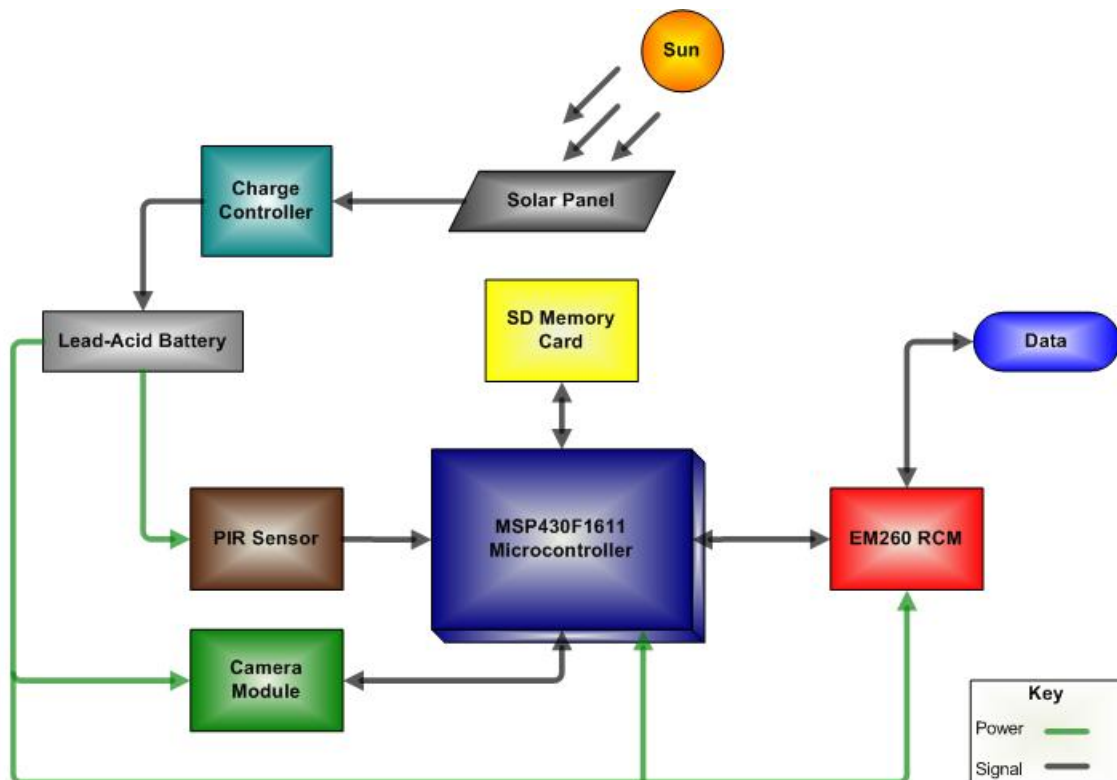 Sun
Charge
Controller
Solar Panel
SD Memory
Card
Lead-Acid Battery
Data
PIR Sensor
MSP430F1611
Microcontroller
EM260 RCM
Camera
Module
Key
Power
Signal